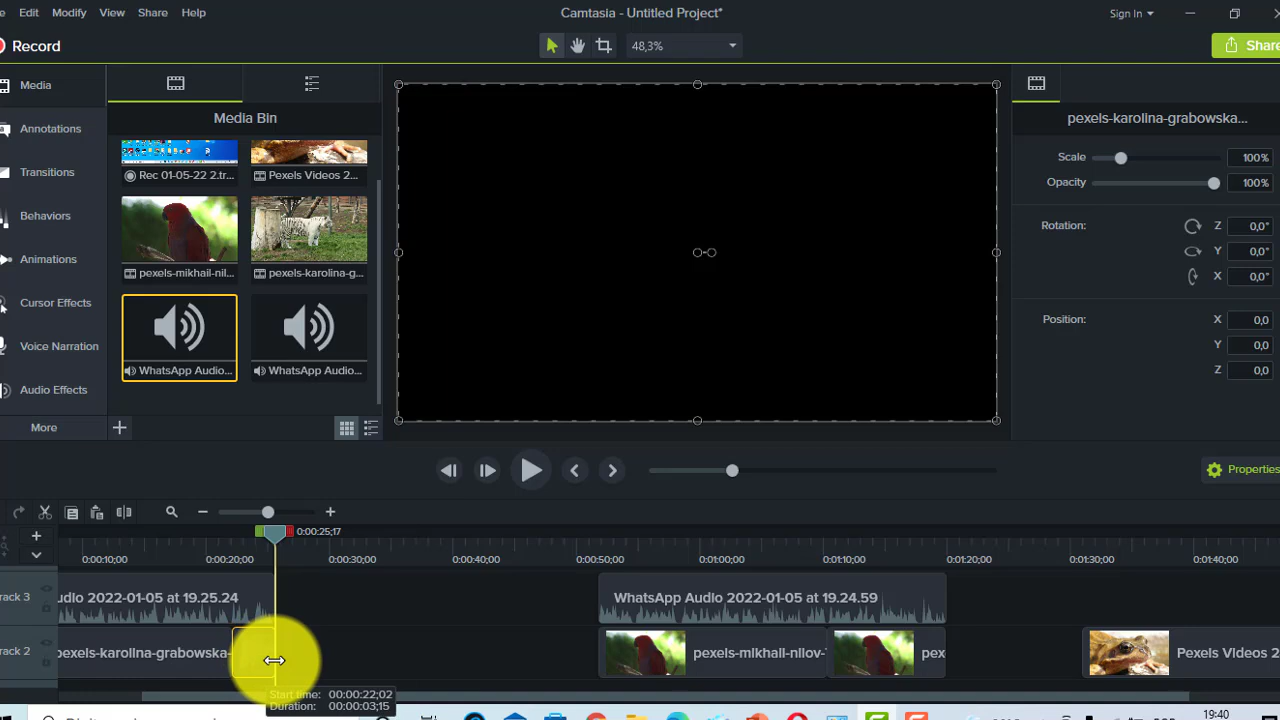 Edit Modify View Share Help
Camtasia - Untitled Project*
Sign In
Record
48,3%
Share
Media
Annotations
Transitions
Behaviors
Animations
Cursor Effects
Voice Narration
Audio Effects
More
Media Bin
Rec 01-05-22 2.tr...
Pexels Videos 2...
pexels-mikhail-nil...
pexels-karolina-g...
WhatsApp Audio...
WhatsApp Audio...
pexels-karolina-grabowska...
Scale 100%
Opacity 100%
Rotation: Z 0,0°
Y 0,0°
X 0,0°
Position: X 0,0
Y 0,0
Z 0,0
Properties
0:00:25;17
0:00:10;00 0:00:20;00 0:00:30;00 0:00:40;00 0:00:50;00 0:01:00;00 0:01:10;00 0:01:20;00 0:01:30;00 0:01:40;00
rack 3
udio 2022-01-05 at 19.25.24
WhatsApp Audio 2022-01-05 at 19.24.59
rack 2
pexels-karolina-grabowska-
pexels-mikhail-nilov-
pex
Pexels Videos 2
Start time: 00:00:22;02
Duration: 00:00:03;15
19:40